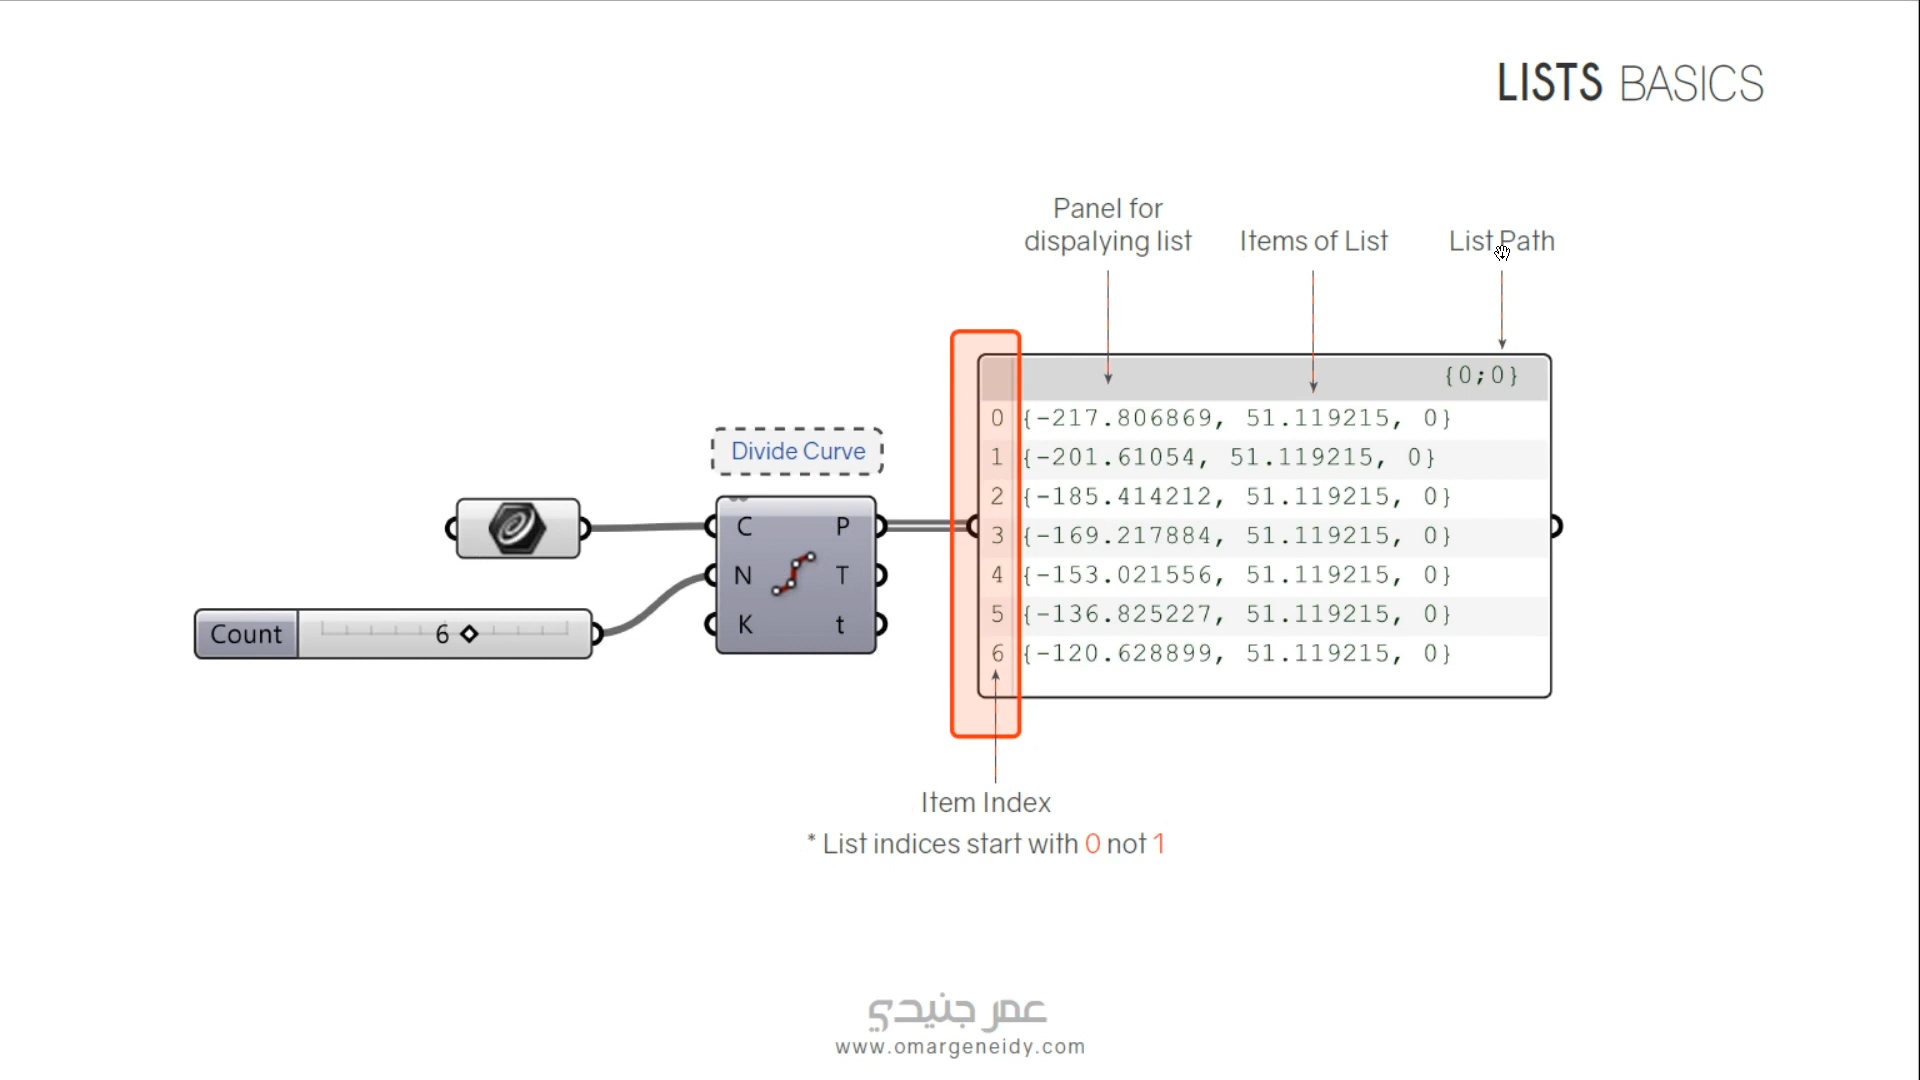 LISTS BASICS
Panel for
dispalying list
Items of List
List Path
{0;0}
0 {-217.806869, 51.119215, 0}
1 {-201.61054, 51.119215, 0}
2 {-185.414212, 51.119215, 0}
3 {-169.217884, 51.119215, 0}
4 {-153.021556, 51.119215, 0}
5 {-136.825227, 51.119215, 0}
6 {-120.628899, 51.119215, 0}
Divide Curve
C P
N T
K t
Count 6
Item Index
* List indices start with 0 not 1
عمر جنيدي
www.omargeneidy.com